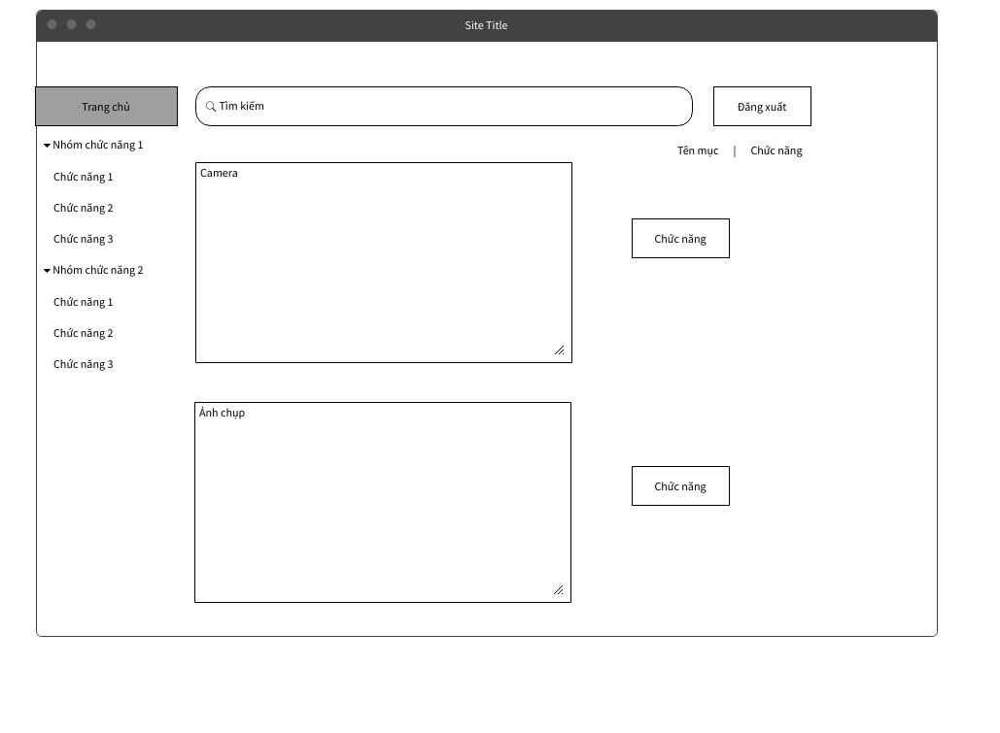 Site Title
Trang chủ
Tìm kiếm
Đăng xuất
Nhóm chức năng 1
Tên mục | Chức năng
Camera
Chức năng 1
Chức năng 2
Chức năng 3
Chức năng
Nhóm chức năng 2
Chức năng 1
Chức năng 2
Chức năng 3
Ảnh chụp
Chức năng